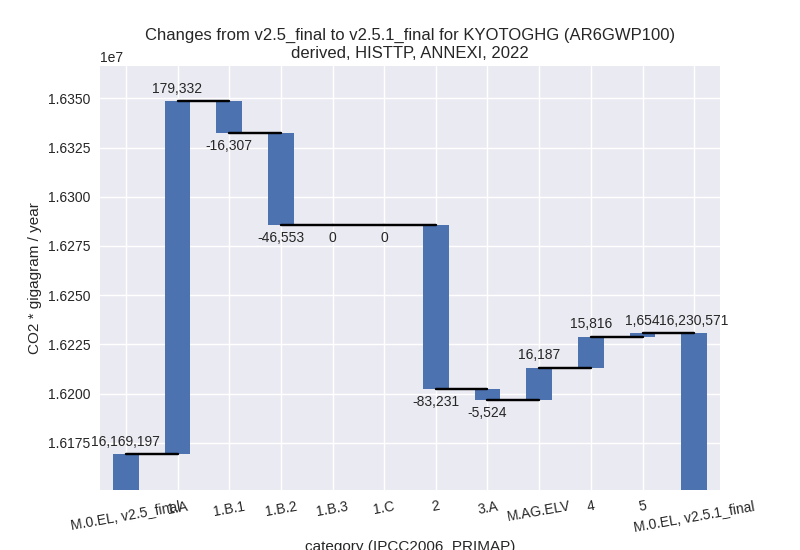 Changes from v2.5_final to v2.5.1_final for KYOTOGHG (AR6GWP100)
derived, HISTTP, ANNEXI, 2022
1e7
CO2 * gigagram / year
1.6350
1.6325
1.6300
1.6275
1.6250
1.6225
1.6200
1.6175
16,169,197
179,332
-16,307
-46,553
0
0
-83,231
-5,524
16,187
15,816
1,654
16,230,571
M.0.EL, v2.5_final
1.A
1.B.1
1.B.2
1.B.3
1.C
2
3.A
M.AG.ELV
4
5
M.0.EL, v2.5.1_final
category (IPCC2006_PRIMAP)